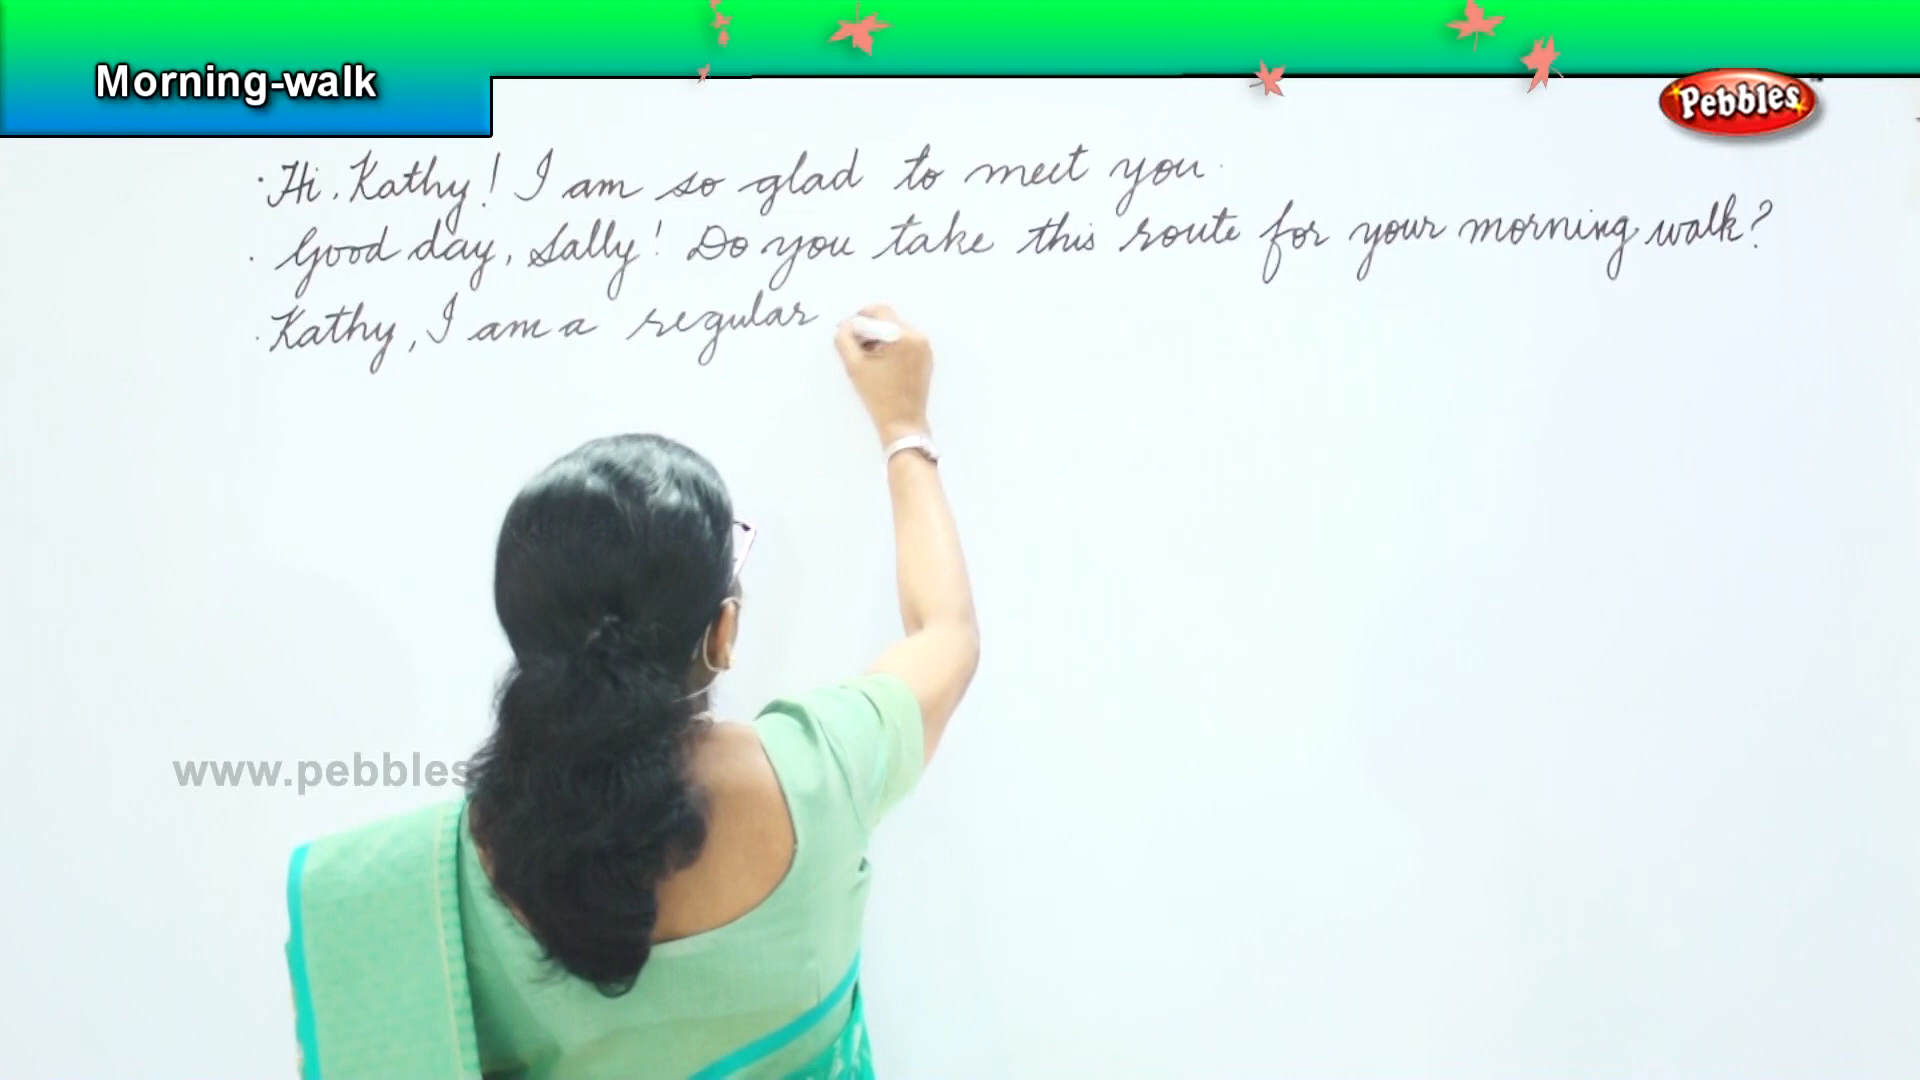 Morning-walk
Pebbles
· Hi, Kathy! I am so glad to meet you.
· Good day, Sally! Do you take this route for your morning walk?
· Kathy, I am a regular
www.pebbles